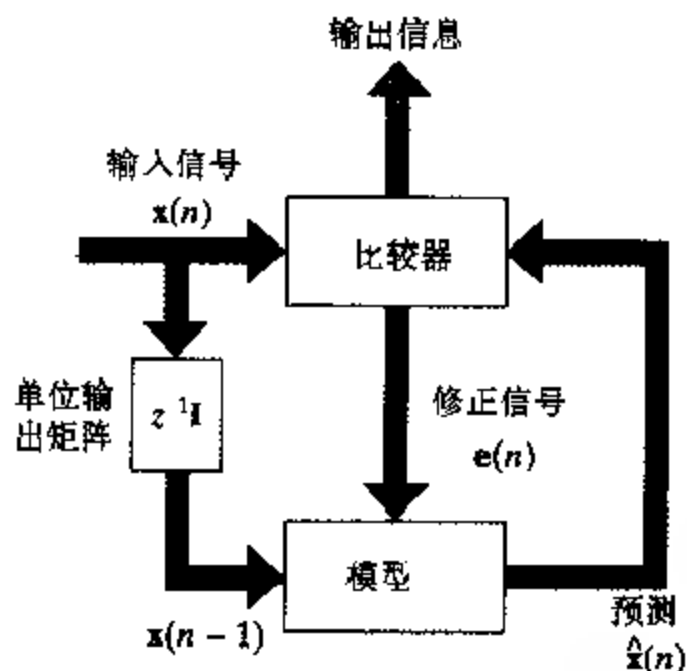 输出信息
输入信号
x(n)
比较器
单位输
出矩阵
z⁻¹I
修正信号
e(n)
模型
x(n − 1)
预测
x̂(n)